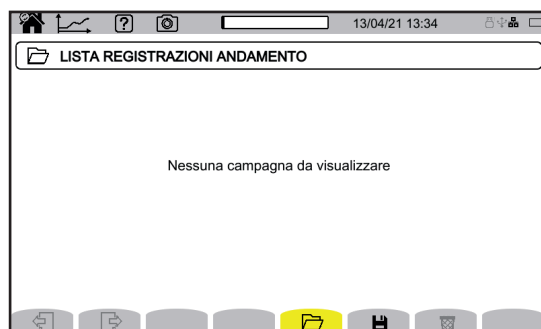 ?
13/04/21 13:34
LISTA REGISTRAZIONI ANDAMENTO
Nessuna campagna da visualizzare